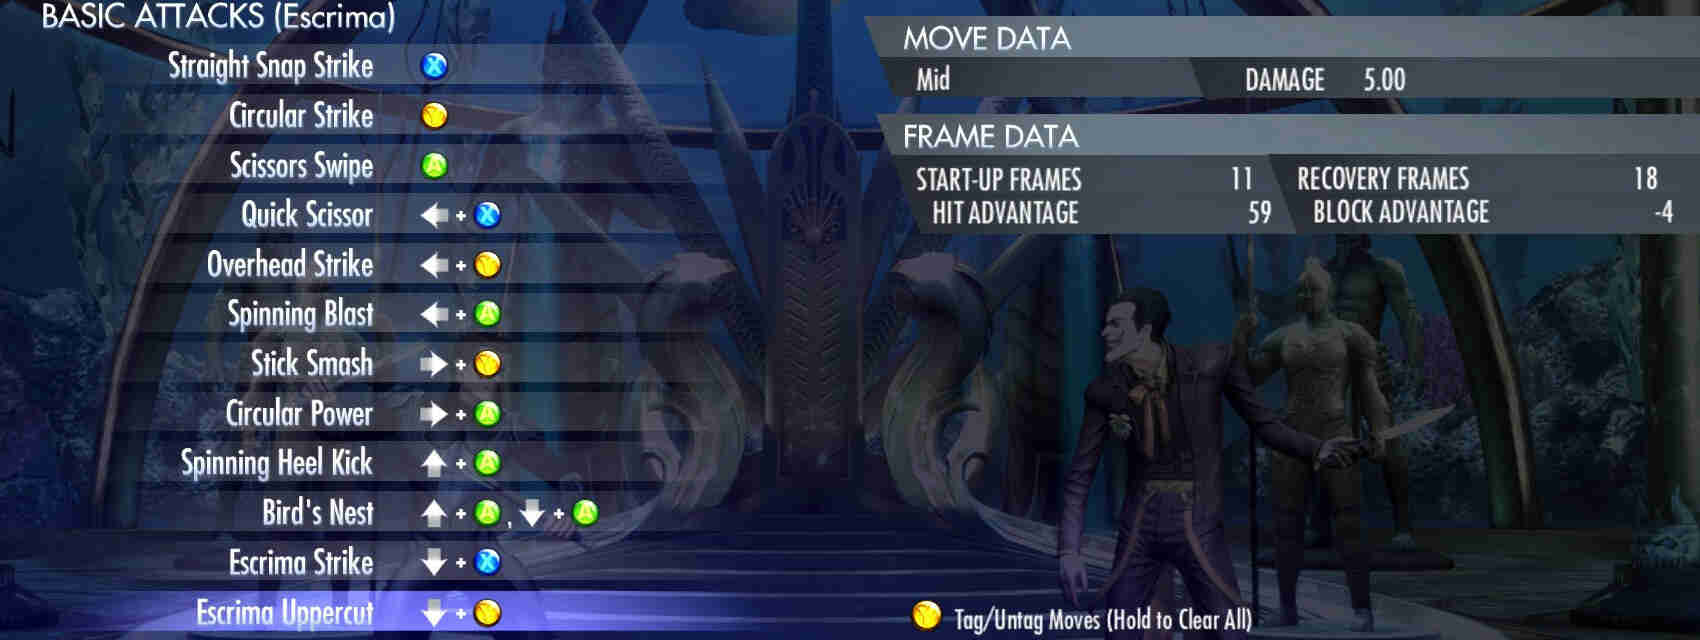 BASIC ATTACKS (Escrima)
Straight Snap Strike X
Circular Strike Y
Scissors Swipe A
Quick Scissor + X
Overhead Strike + Y
Spinning Blast + A
Stick Smash + Y
Circular Power + A
Spinning Heel Kick + A
Bird's Nest + A , + A
Escrima Strike + X
Escrima Uppercut + Y
MOVE DATA
Mid DAMAGE 5.00
FRAME DATA
START-UP FRAMES 11 RECOVERY FRAMES 18
HIT ADVANTAGE 59 BLOCK ADVANTAGE -4
Y Tag/Untag Moves (Hold to Clear All)